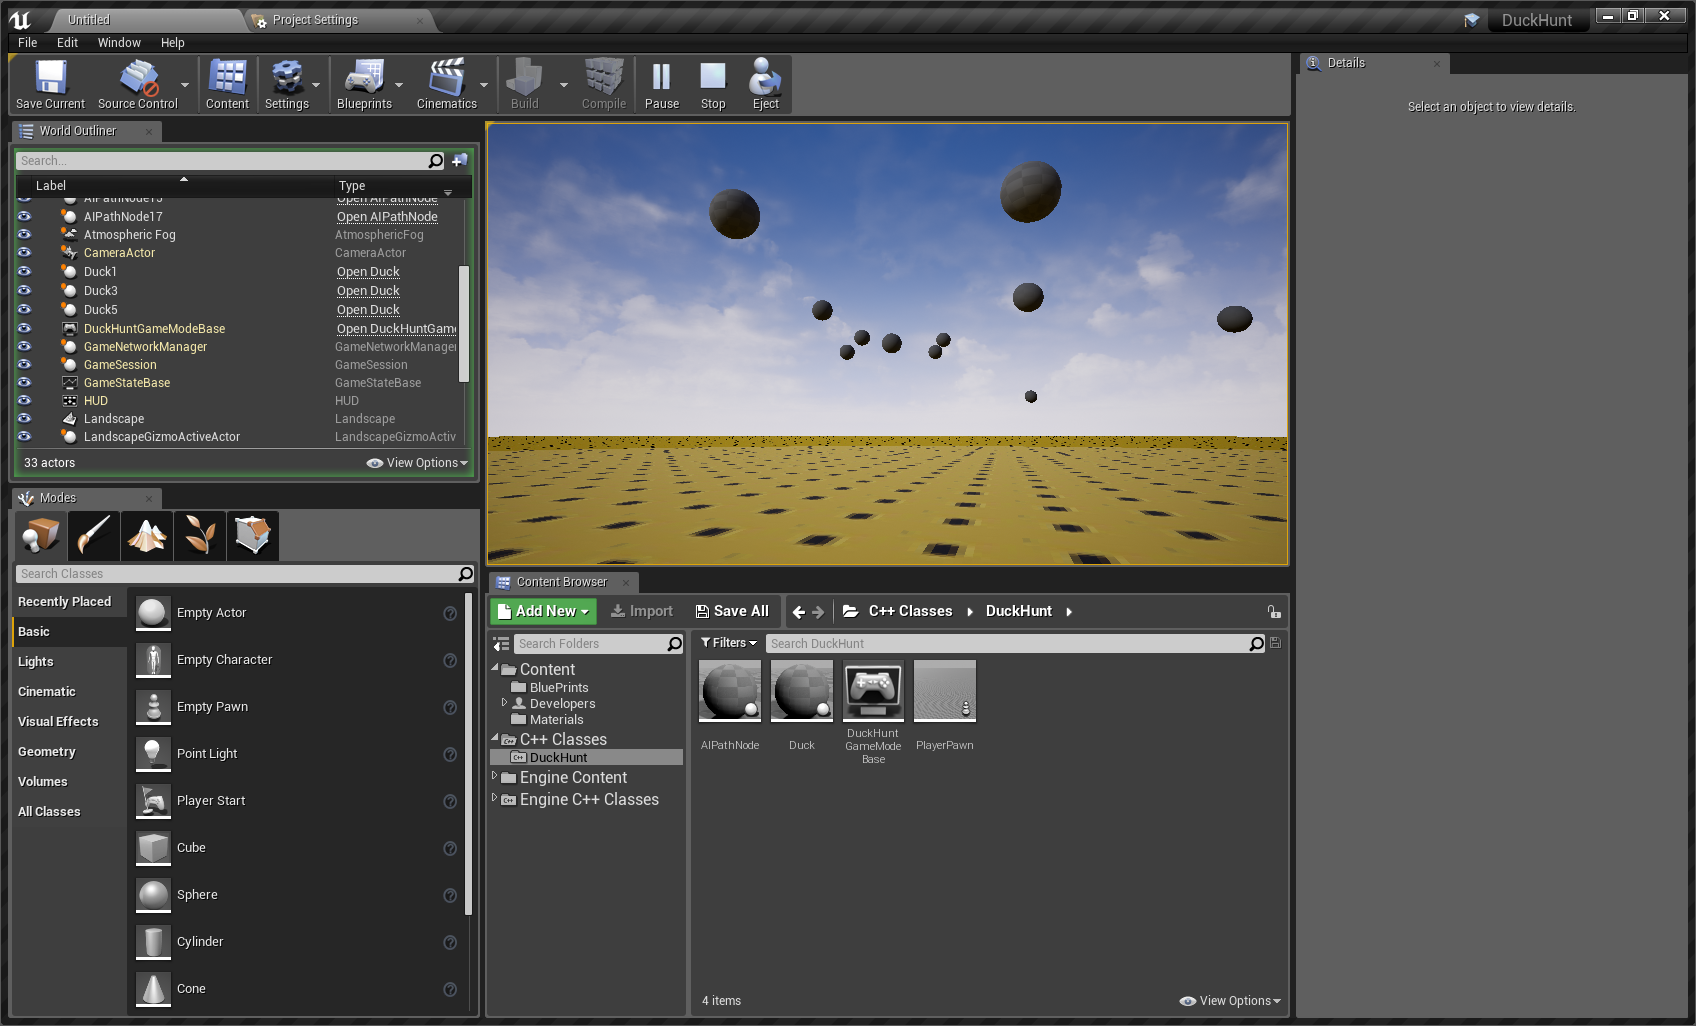 Untitled
Project Settings
DuckHunt
File Edit Window Help
Save Current
Source Control
Content
Settings
Blueprints
Cinematics
Build
Compile
Pause
Stop
Eject
Details
Select an object to view details.
World Outliner
Search...
Label Type
AIPathNode15 Open AIPathNode
AIPathNode17 Open AIPathNode
Atmospheric Fog AtmosphericFog
CameraActor CameraActor
Duck1 Open Duck
Duck3 Open Duck
Duck5 Open Duck
DuckHuntGameModeBase Open DuckHuntGame
GameNetworkManager GameNetworkManager
GameSession GameSession
GameStateBase GameStateBase
HUD HUD
Landscape Landscape
LandscapeGizmoActiveActor LandscapeGizmoActiv
33 actors View Options
Modes
Search Classes
Recently Placed
Basic
Lights
Cinematic
Visual Effects
Geometry
Volumes
All Classes
Empty Actor
Empty Character
Empty Pawn
Point Light
Player Start
Cube
Sphere
Cylinder
Cone
Content Browser
Add New Import Save All C++ Classes DuckHunt
Search Folders
Filters Search DuckHunt
Content
BluePrints
Developers
Materials
C++ Classes
DuckHunt
Engine Content
Engine C++ Classes
AIPathNode
Duck
DuckHunt
GameMode
Base
PlayerPawn
4 items View Options